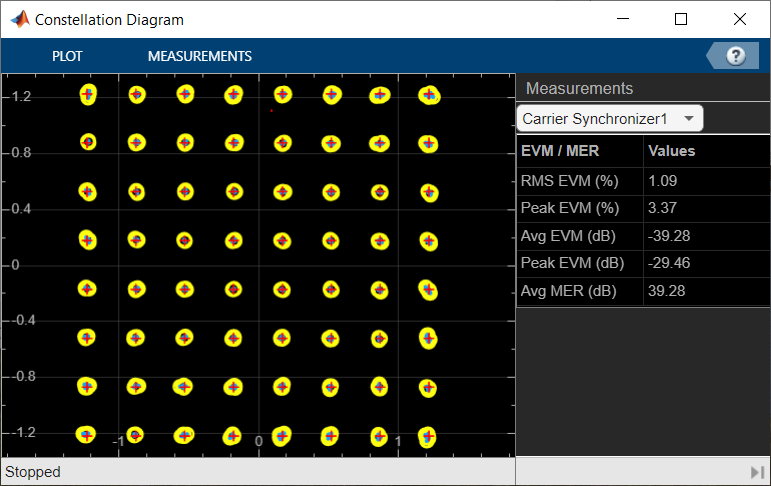 Constellation Diagram
PLOT MEASUREMENTS ?
Measurements
Carrier Synchronizer1
EVM / MER Values
RMS EVM (%) 1.09
Peak EVM (%) 3.37
Avg EVM (dB) -39.28
Peak EVM (dB) -29.46
Avg MER (dB) 39.28
1.2
0.8
0.4
0
-0.4
-0.8
-1.2
-1 0 1
Stopped